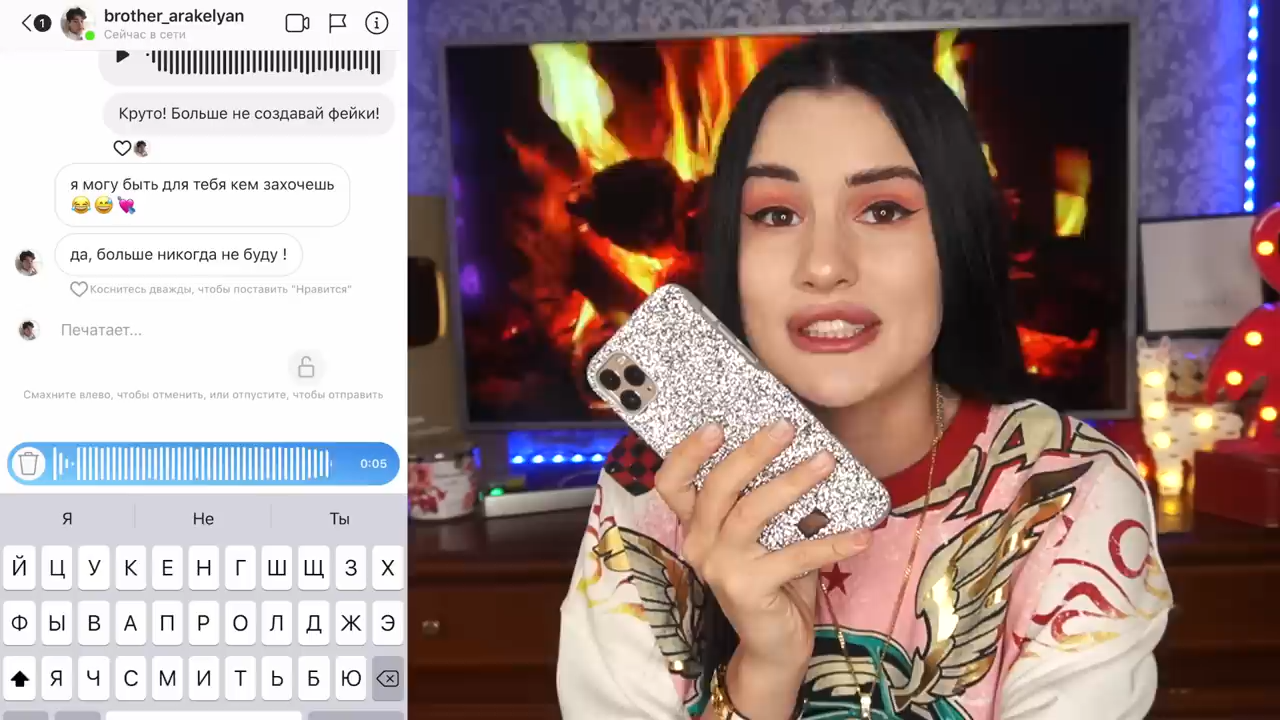 1
brother_arakelyan
Сейчас в сети
Круто! Больше не создавай фейки!
я могу быть для тебя кем захочешь
😂😅💘
да, больше никогда не буду !
Коснитесь дважды, чтобы поставить "Нравится"
Печатает...
Смахните влево, чтобы отменить, или отпустите, чтобы отправить
0:05
Я Не Ты
Й Ц У К Е Н Г Ш Щ З Х
Ф Ы В А П Р О Л Д Ж Э
Я Ч С М И Т Ь Б Ю